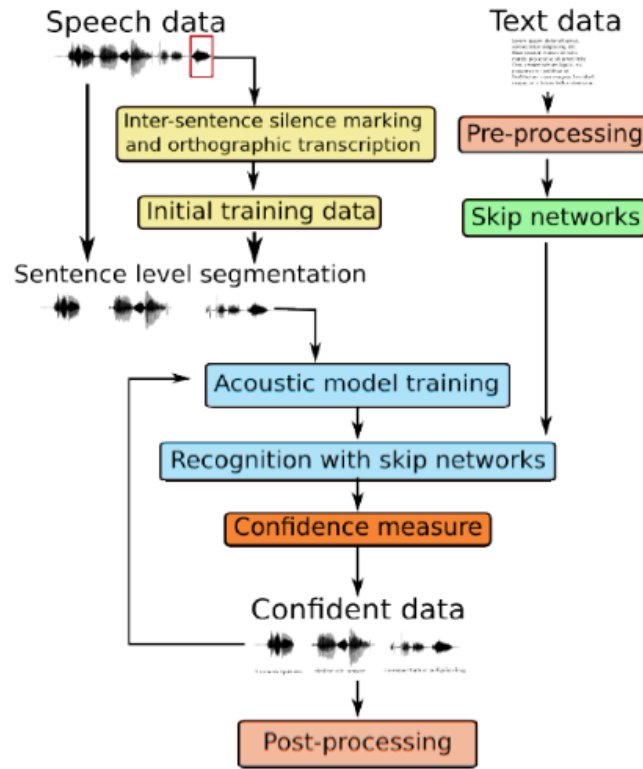 Speech data
Text data
Inter-sentence silence marking
and orthographic transcription
Pre-processing
Initial training data
Skip networks
Sentence level segmentation
Acoustic model training
Recognition with skip networks
Confidence measure
Confident data
Post-processing